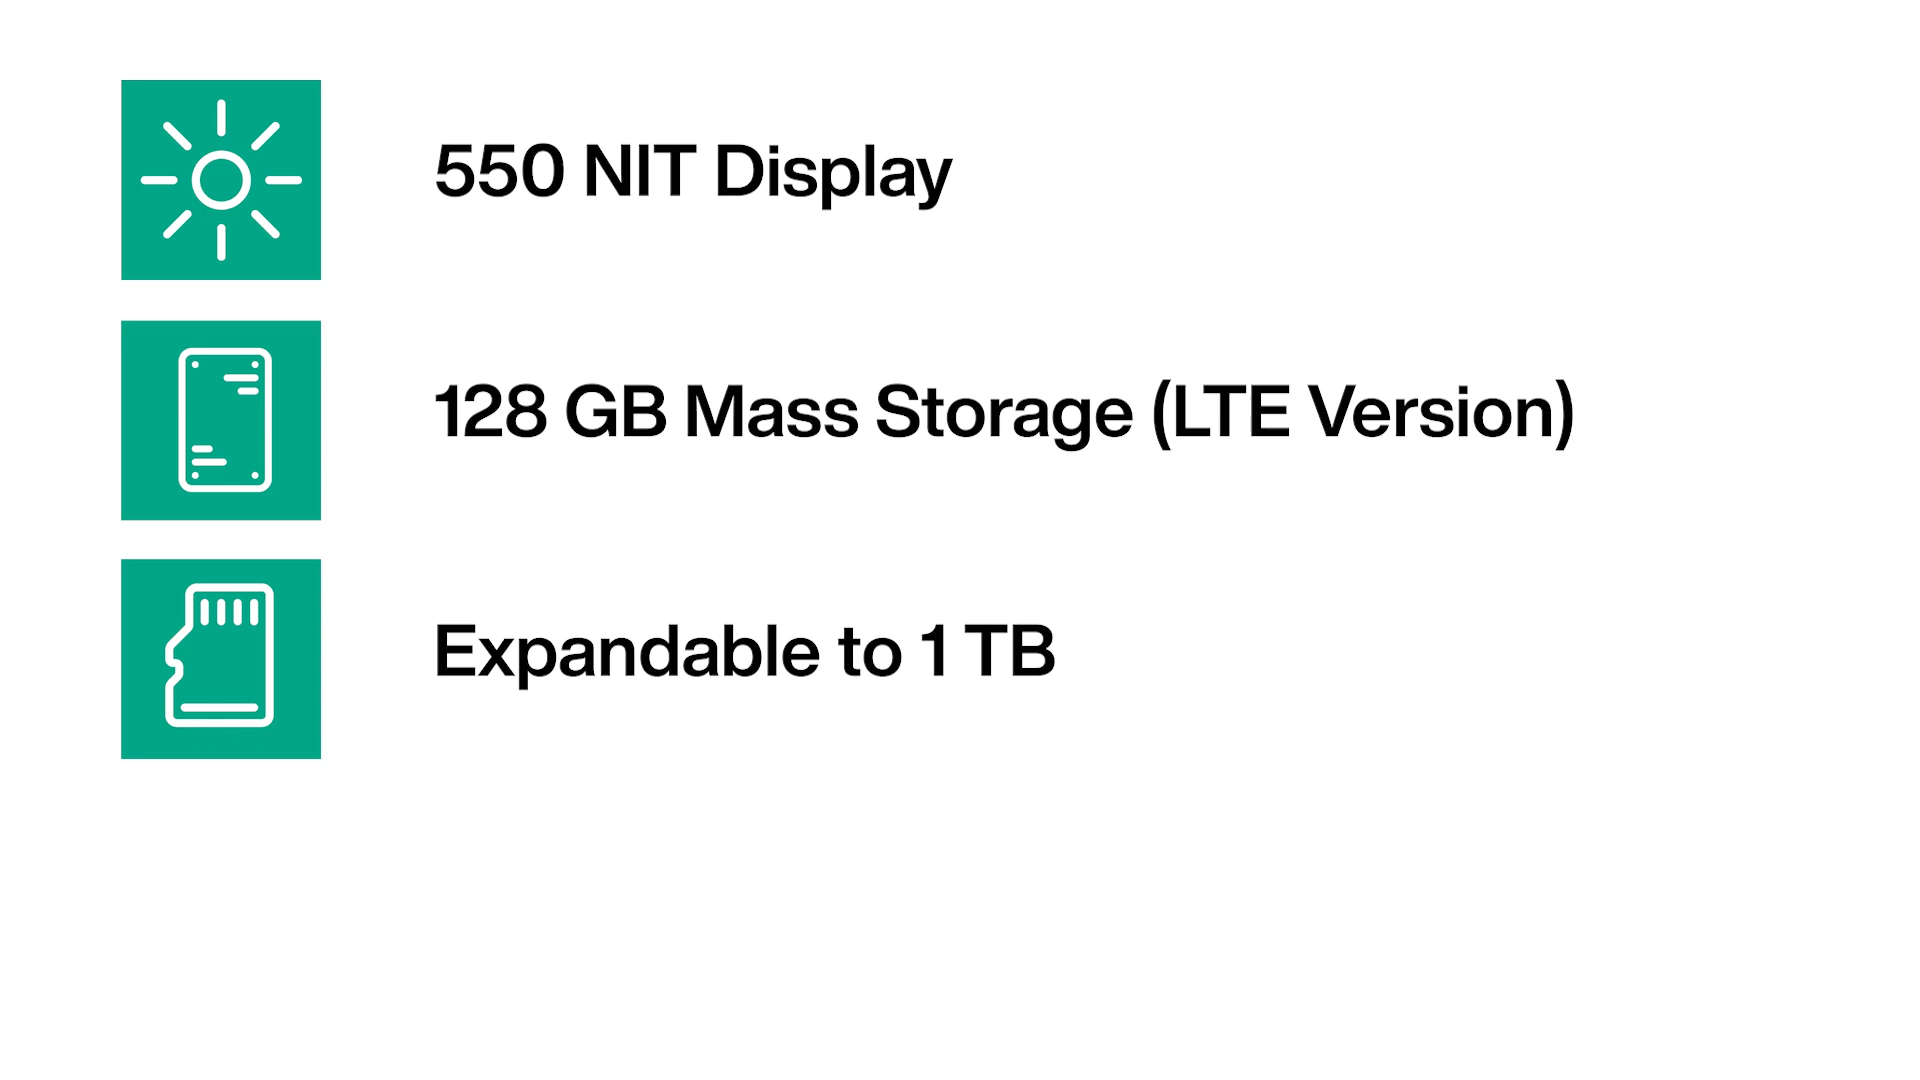 550 NIT Display
128 GB Mass Storage (LTE Version)
Expandable to 1 TB